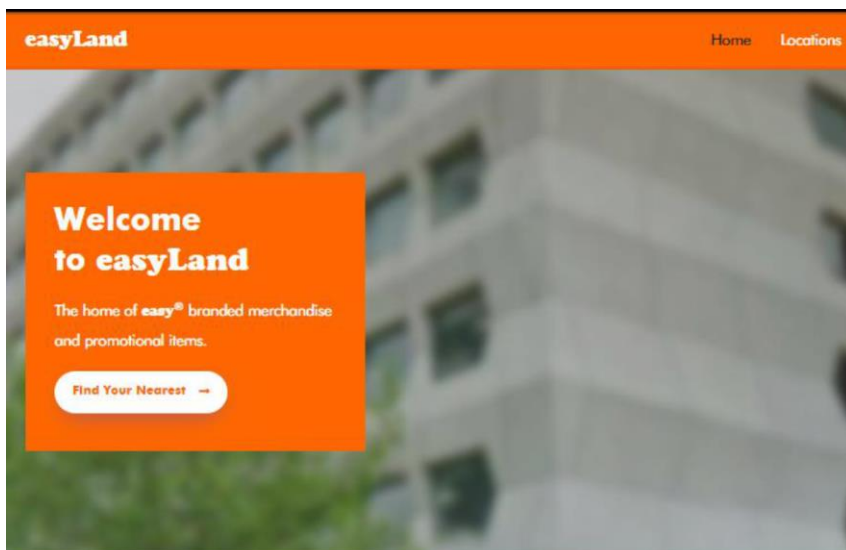 easyLand
Home
Locations
Welcome
to easyLand
The home of easy® branded merchandise
and promotional items.
Find Your Nearest →